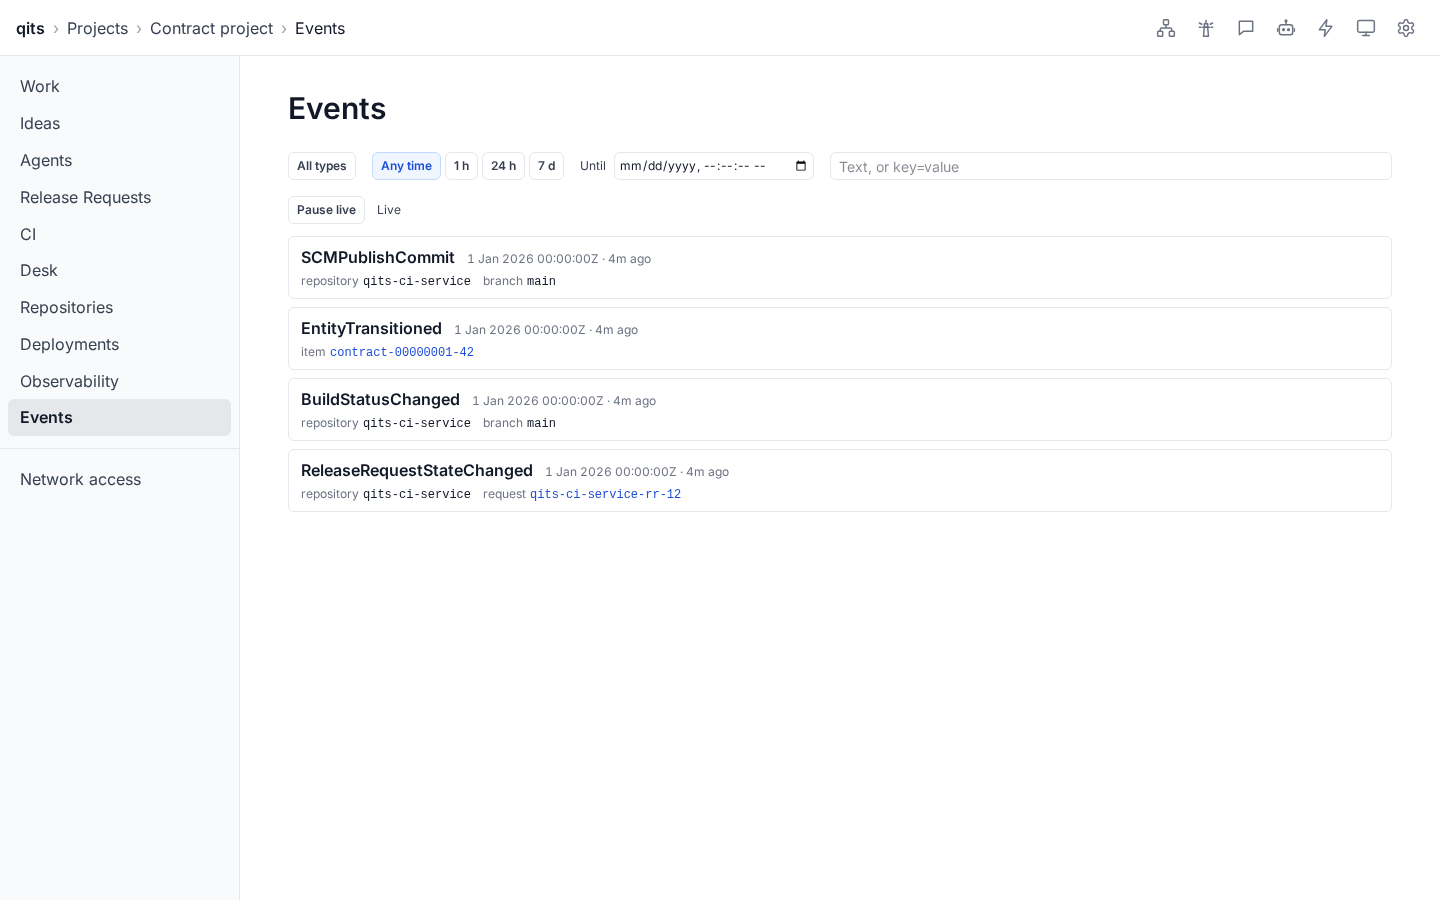 qits › Projects › Contract project › Events
Work
Ideas
Agents
Release Requests
CI
Desk
Repositories
Deployments
Observability
Events
Network access
Events
All types Any time 1 h 24 h 7 d Until mm/dd/yyyy, --:--:-- -- Text, or key=value
Pause live Live
SCMPublishCommit 1 Jan 2026 00:00:00Z · 4m ago
repository qits-ci-service branch main
EntityTransitioned 1 Jan 2026 00:00:00Z · 4m ago
item contract-00000001-42
BuildStatusChanged 1 Jan 2026 00:00:00Z · 4m ago
repository qits-ci-service branch main
ReleaseRequestStateChanged 1 Jan 2026 00:00:00Z · 4m ago
repository qits-ci-service request qits-ci-service-rr-12